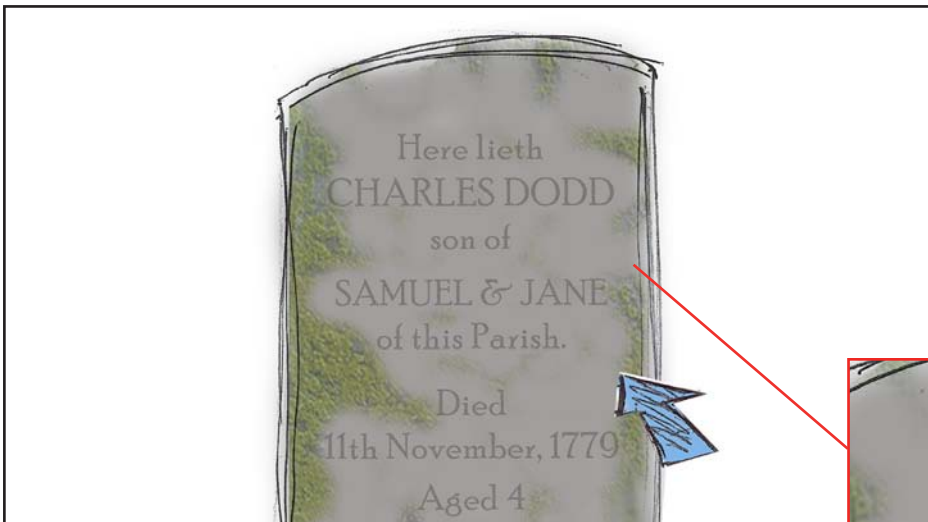 Here lieth
CHARLES DODD
son of
SAMUEL & JANE
of this Parish.
Died
11th November, 1779
Aged 4